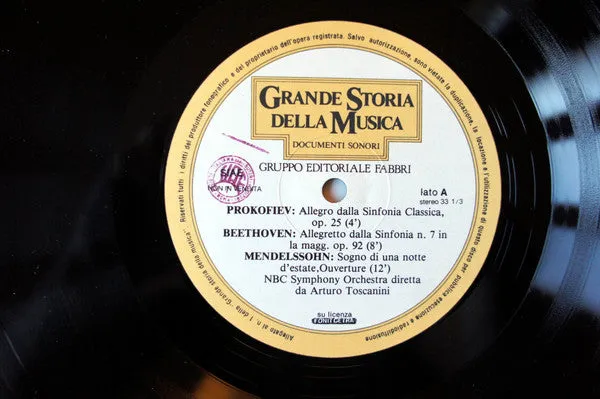 GRANDE STORIA
DELLA MUSICA
DOCUMENTI SONORI
GRUPPO EDITORIALE FABBRI
SIAE
NON IN VENDITA
lato A
stereo 33 1/3
PROKOFIEV: Allegro dalla Sinfonia Classica,
op. 25 (4')
BEETHOVEN: Allegretto dalla Sinfonia n. 7 in
la magg. op. 92 (8')
MENDELSSOHN: Sogno di una notte
d'estate,Ouverture (12')
NBC Symphony Orchestra diretta
da Arturo Toscanini
su licenza
FONIT CETRA
Allegato al n. 1 della "Grande storia della musica". Riservati tutti i diritti del produttore fonografico e del proprietario dell'opera registrata. Salvo autorizzazione, sono vietate la duplicazione, la locazione e l'utilizzazione di questo disco per pubblica esecuzione e radiodiffusione